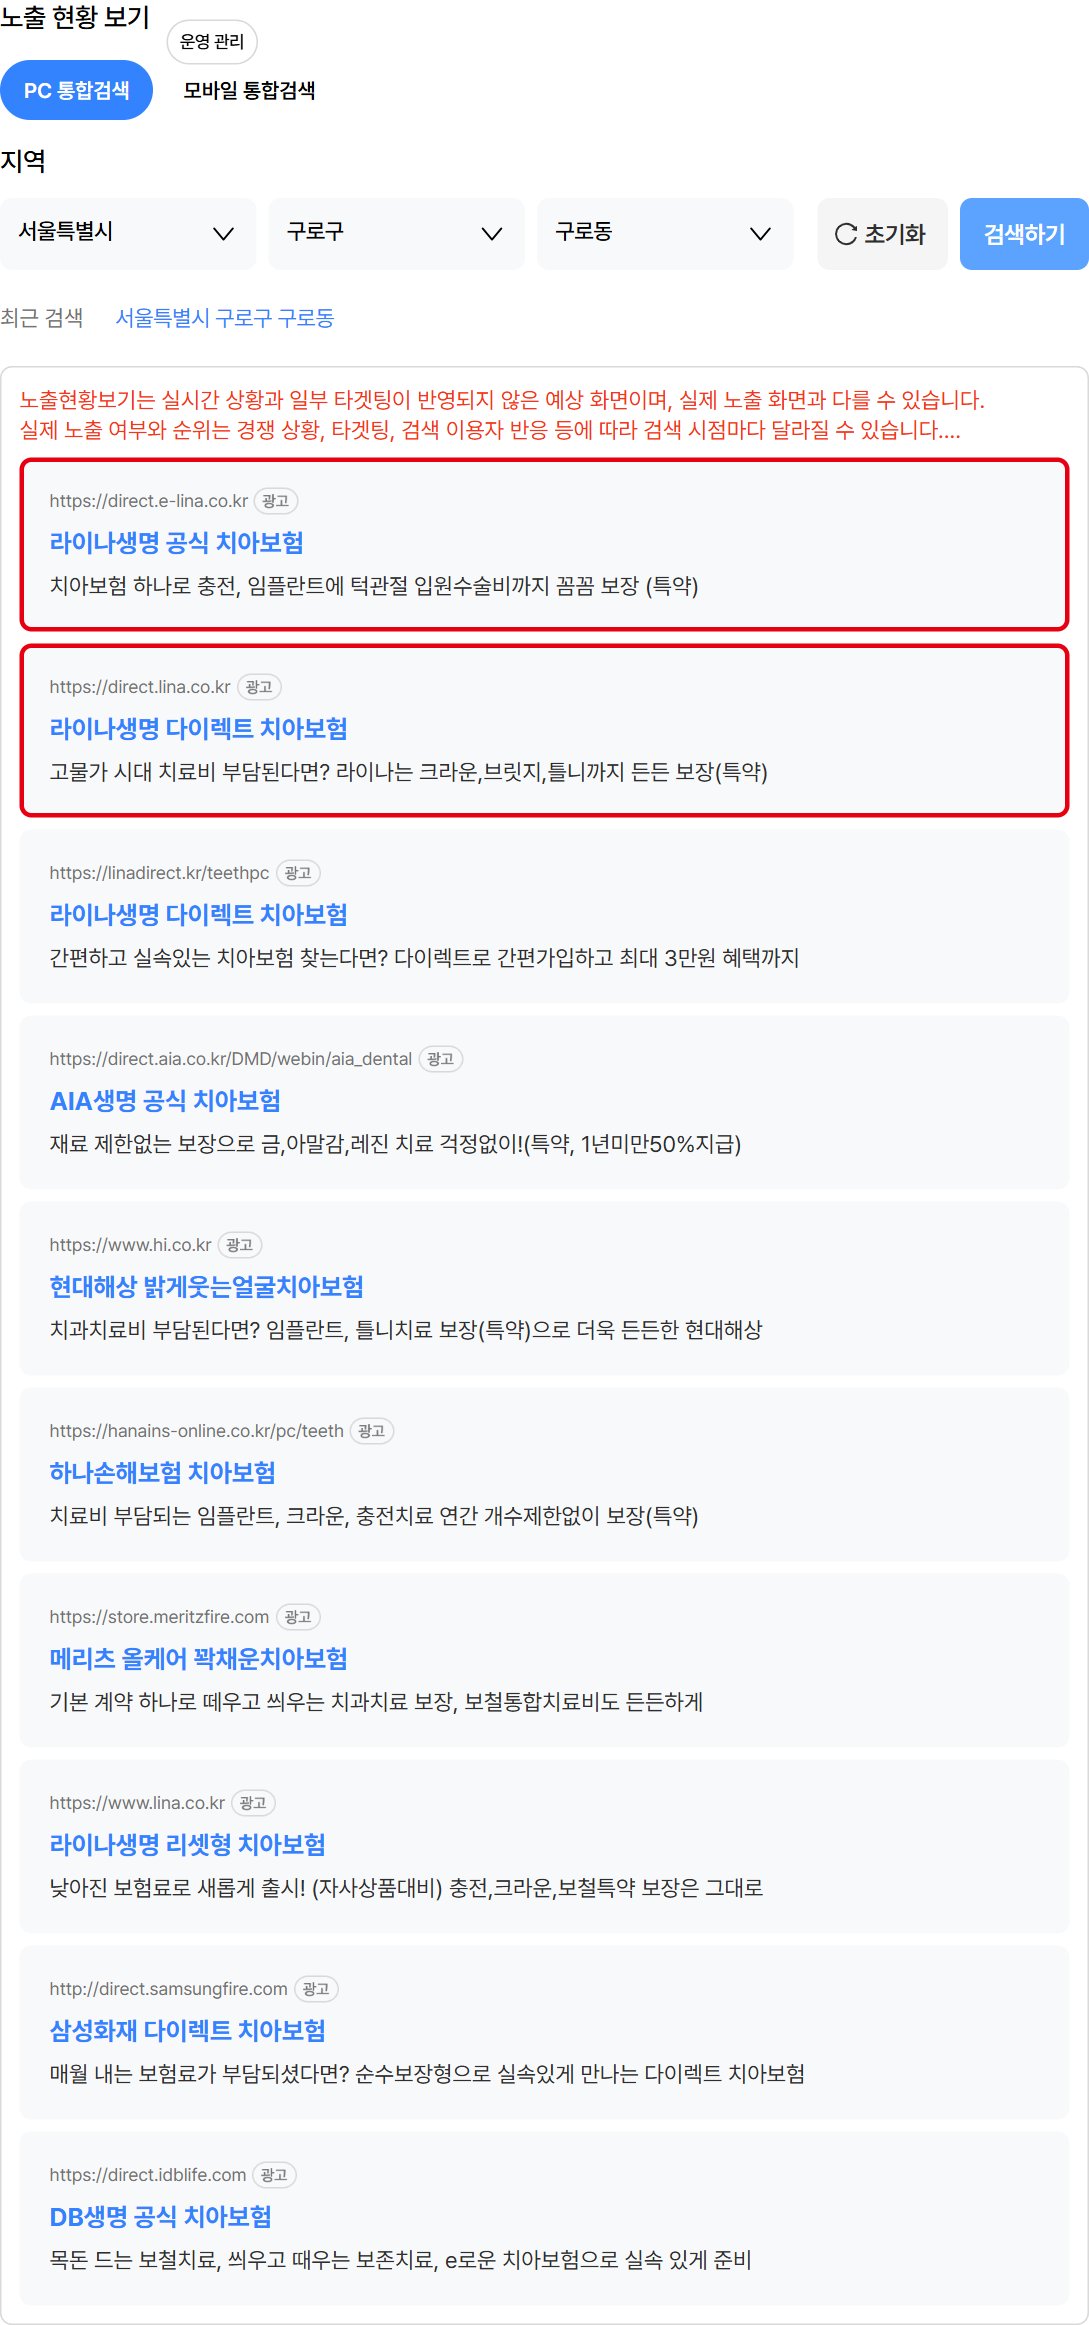 노출 현황 보기
운영 관리
PC 통합검색 모바일 통합검색
지역
서울특별시 구로구 구로동 초기화 검색하기
최근 검색 서울특별시 구로구 구로동
노출현황보기는 실시간 상황과 일부 타겟팅이 반영되지 않은 예상 화면이며, 실제 노출 화면과 다를 수 있습니다.
실제 노출 여부와 순위는 경쟁 상황, 타겟팅, 검색 이용자 반응 등에 따라 검색 시점마다 달라질 수 있습니다....
https://direct.e-lina.co.kr 광고
라이나생명 공식 치아보험
치아보험 하나로 충전, 임플란트에 턱관절 입원수술비까지 꼼꼼 보장 (특약)
https://direct.lina.co.kr 광고
라이나생명 다이렉트 치아보험
고물가 시대 치료비 부담된다면? 라이나는 크라운,브릿지,틀니까지 든든 보장(특약)
https://linadirect.kr/teethpc 광고
라이나생명 다이렉트 치아보험
간편하고 실속있는 치아보험 찾는다면? 다이렉트로 간편가입하고 최대 3만원 혜택까지
https://direct.aia.co.kr/DMD/webin/aia_dental 광고
AIA생명 공식 치아보험
재료 제한없는 보장으로 금,아말감,레진 치료 걱정없이!(특약, 1년미만50%지급)
https://www.hi.co.kr 광고
현대해상 밝게웃는얼굴치아보험
치과치료비 부담된다면? 임플란트, 틀니치료 보장(특약)으로 더욱 든든한 현대해상
https://hanains-online.co.kr/pc/teeth 광고
하나손해보험 치아보험
치료비 부담되는 임플란트, 크라운, 충전치료 연간 개수제한없이 보장(특약)
https://store.meritzfire.com 광고
메리츠 올케어 꽉채운치아보험
기본 계약 하나로 떼우고 씌우는 치과치료 보장, 보철통합치료비도 든든하게
https://www.lina.co.kr 광고
라이나생명 리셋형 치아보험
낮아진 보험료로 새롭게 출시! (자사상품대비) 충전,크라운,보철특약 보장은 그대로
http://direct.samsungfire.com 광고
삼성화재 다이렉트 치아보험
매월 내는 보험료가 부담되셨다면? 순수보장형으로 실속있게 만나는 다이렉트 치아보험
https://direct.idblife.com 광고
DB생명 공식 치아보험
목돈 드는 보철치료, 씌우고 때우는 보존치료, e로운 치아보험으로 실속 있게 준비